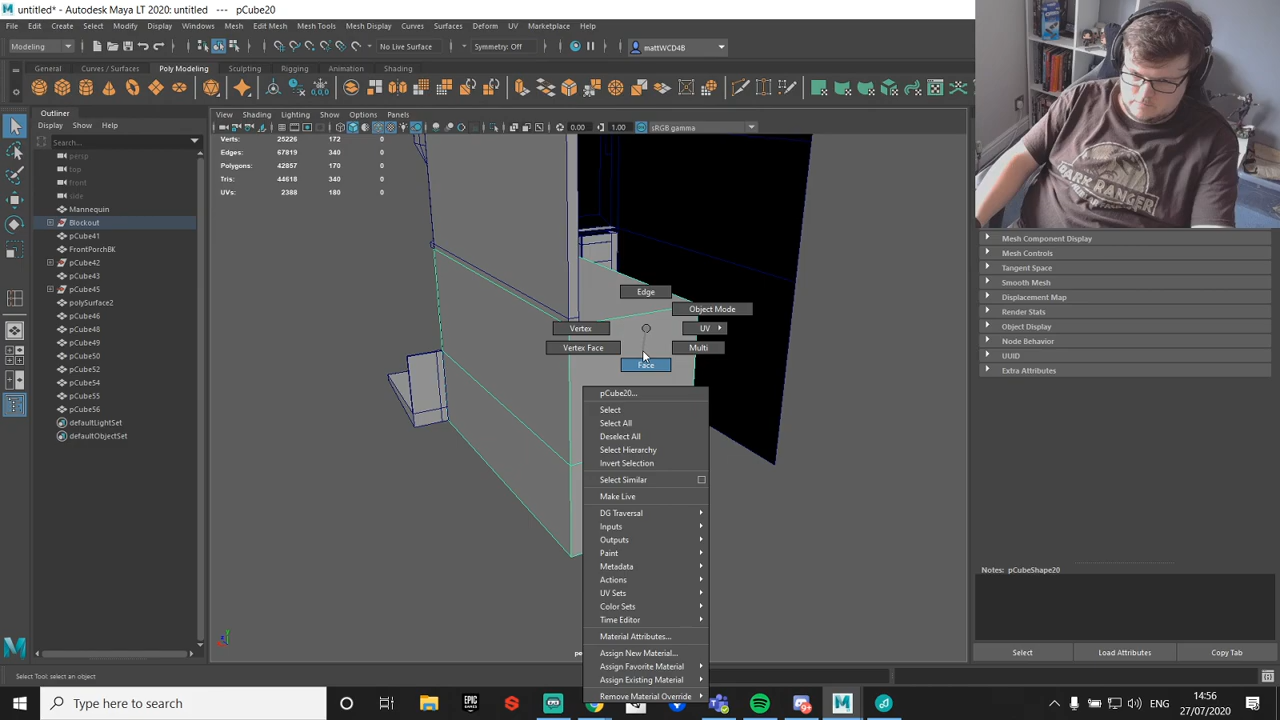 untitled* - Autodesk Maya LT 2020: untitled  ---  pCube20
File Edit Create Select Modify Display Windows Mesh Edit Mesh Mesh Tools Mesh Display Curves Surfaces Deform UV Marketplace Help
Modeling No Live Surface Symmetry: Off mattWCD4B
General Curves / Surfaces Poly Modeling Sculpting Rigging Animation Shading
Outliner
Display Show Help
Search...
persp
top
front
side
Mannequin
Blockout
pCube41
FrontPorchBK
pCube42
pCube43
pCube45
polySurface2
pCube46
pCube48
pCube49
pCube50
pCube52
pCube54
pCube55
pCube56
defaultLightSet
defaultObjectSet
View Shading Lighting Show Options Panels
0.00 1.00 sRGB gamma
Verts: 25226 172 0
Edges: 67819 340 0
Polygons: 42857 170 0
Tris: 44618 340 0
UVs: 2388 180 0
Edge
Object Mode
Vertex UV
Vertex Face Multi
Face
pCube20...
Select
Select All
Deselect All
Select Hierarchy
Invert Selection
Select Similar
Make Live
DG Traversal
Inputs
Outputs
Paint
Metadata
Actions
UV Sets
Color Sets
Time Editor
Material Attributes...
Assign New Material...
Assign Favorite Material
Assign Existing Material
Remove Material Override
DARK
RANGER
Mesh Component Display
Mesh Controls
Tangent Space
Smooth Mesh
Displacement Map
Render Stats
Object Display
Node Behavior
UUID
Extra Attributes
Notes: pCubeShape20
Select Load Attributes Copy Tab
Select Tool: select an object
Type here to search
ENG
14:56
27/07/2020